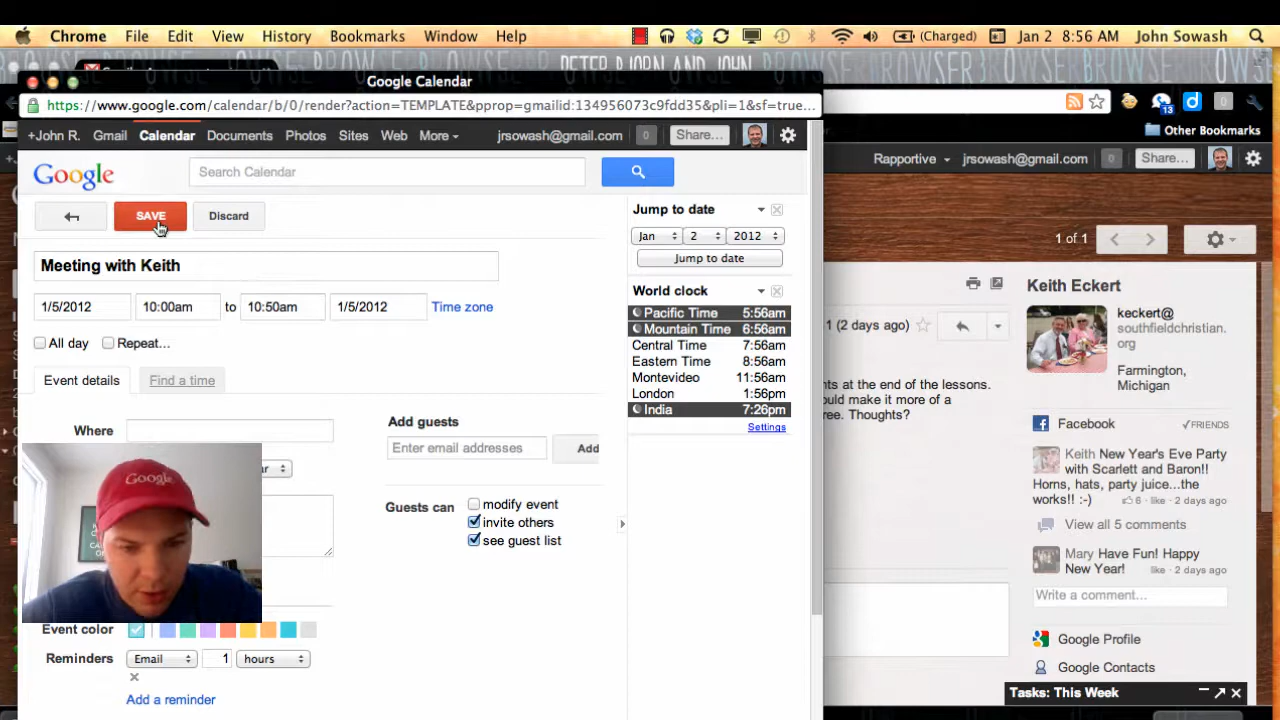 Chrome File Edit View History Bookmarks Window Help (Charged) Jan 2 8:56 AM John Sowash
PETER BJORN AND JOHN
Google Calendar
https://www.google.com/calendar/b/0/render?action=TEMPLATE&pprop=gmailid:134956073c9fdd35&pli=1&sf=true...
13
Other Bookmarks
+John R. Gmail Calendar Documents Photos Sites Web More jrsowash@gmail.com 0 Share...
Rapportive jrsowash@gmail.com 0 Share...
Google
Search Calendar
SAVE Discard
Jump to date
Jan 2 2012
Jump to date
1 of 1
Meeting with Keith
1/5/2012 10:00am to 10:50am 1/5/2012 Time zone
All day Repeat...
Event details Find a time
World clock
Pacific Time 5:56am
Mountain Time 6:56am
Central Time 7:56am
Eastern Time 8:56am
Montevideo 11:56am
London 1:56pm
India 7:26pm
Settings
Where
Add guests
Enter email addresses Add
Guests can modify event
invite others
see guest list
Google
Event color
Reminders Email 1 hours
Add a reminder
1 (2 days ago)
nts at the end of the lessons.
ould make it more of a
ree. Thoughts?
Keith Eckert
keckert@
southfieldchristian.
org
Farmington,
Michigan
Facebook FRIENDS
Keith New Year's Eve Party
with Scarlett and Baron!!
Horns, hats, party juice...the
works!! :-) 6 · like · 2 days ago
View all 5 comments
Mary Have Fun! Happy
New Year! like · 2 days ago
Write a comment...
Google Profile
Google Contacts
Tasks: This Week